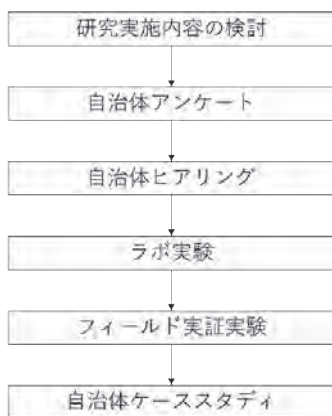 研究実施内容の検討
自治体アンケート
自治体ヒアリング
ラボ実験
フィールド実証実験
自治体ケーススタディ